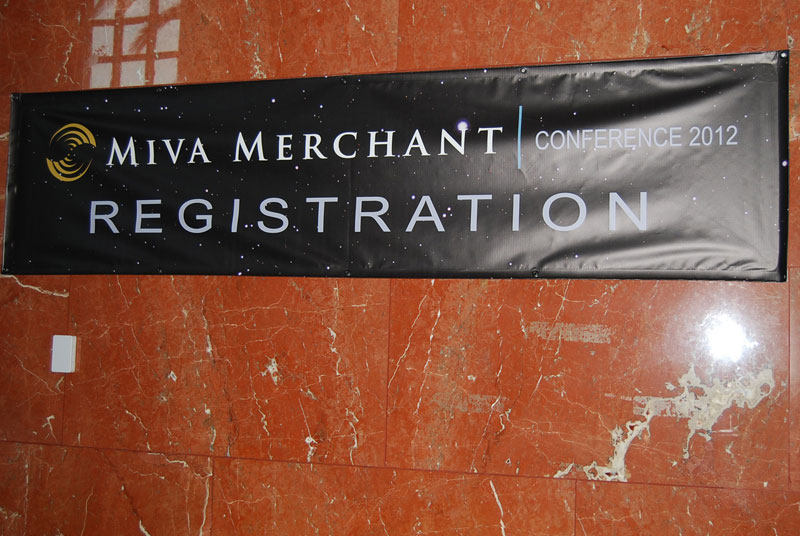 MIVA MERCHANT | CONFERENCE 2012
REGISTRATION